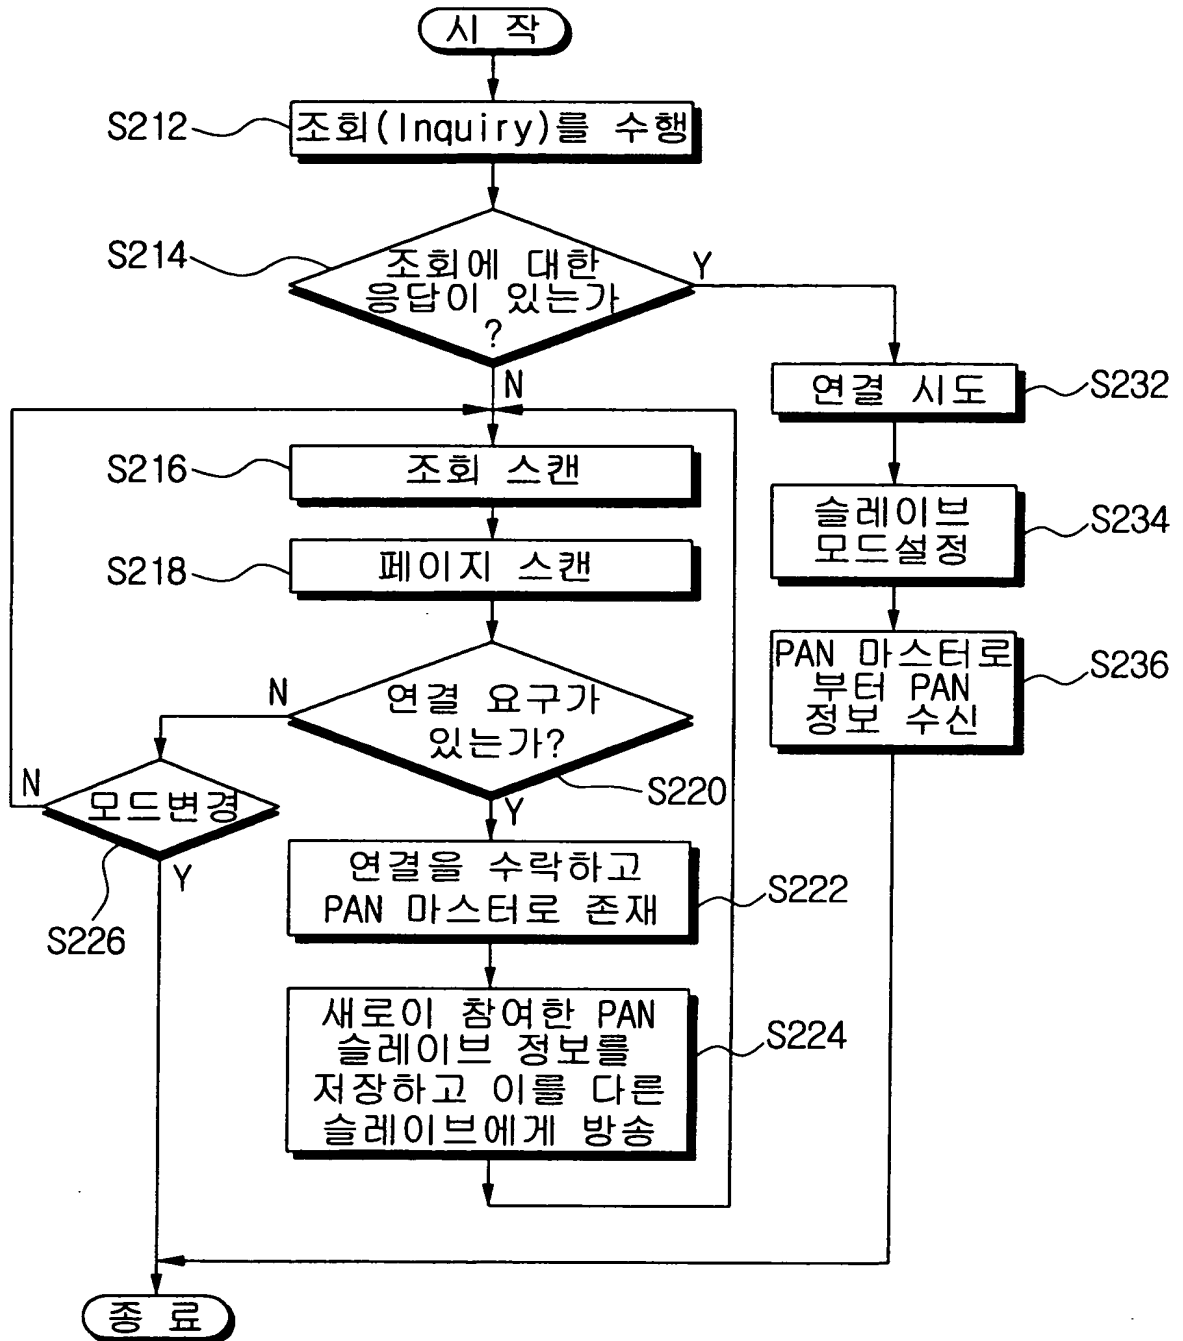 시 작
S212
조회(Inquiry)를 수행
S214
조회에 대한
응답이 있는가
?
Y
N
연결 시도
S232
S216
조회 스캔
슬레이브
모드설정
S234
S218
페이지 스캔
PAN 마스터로
부터 PAN
정보 수신
S236
N
연결 요구가
있는가?
S220
Y
N
모드변경
Y
S226
연결을 수락하고
PAN 마스터로 존재
S222
새로이 참여한 PAN
슬레이브 정보를
저장하고 이를 다른
슬레이브에게 방송
S224
종 료